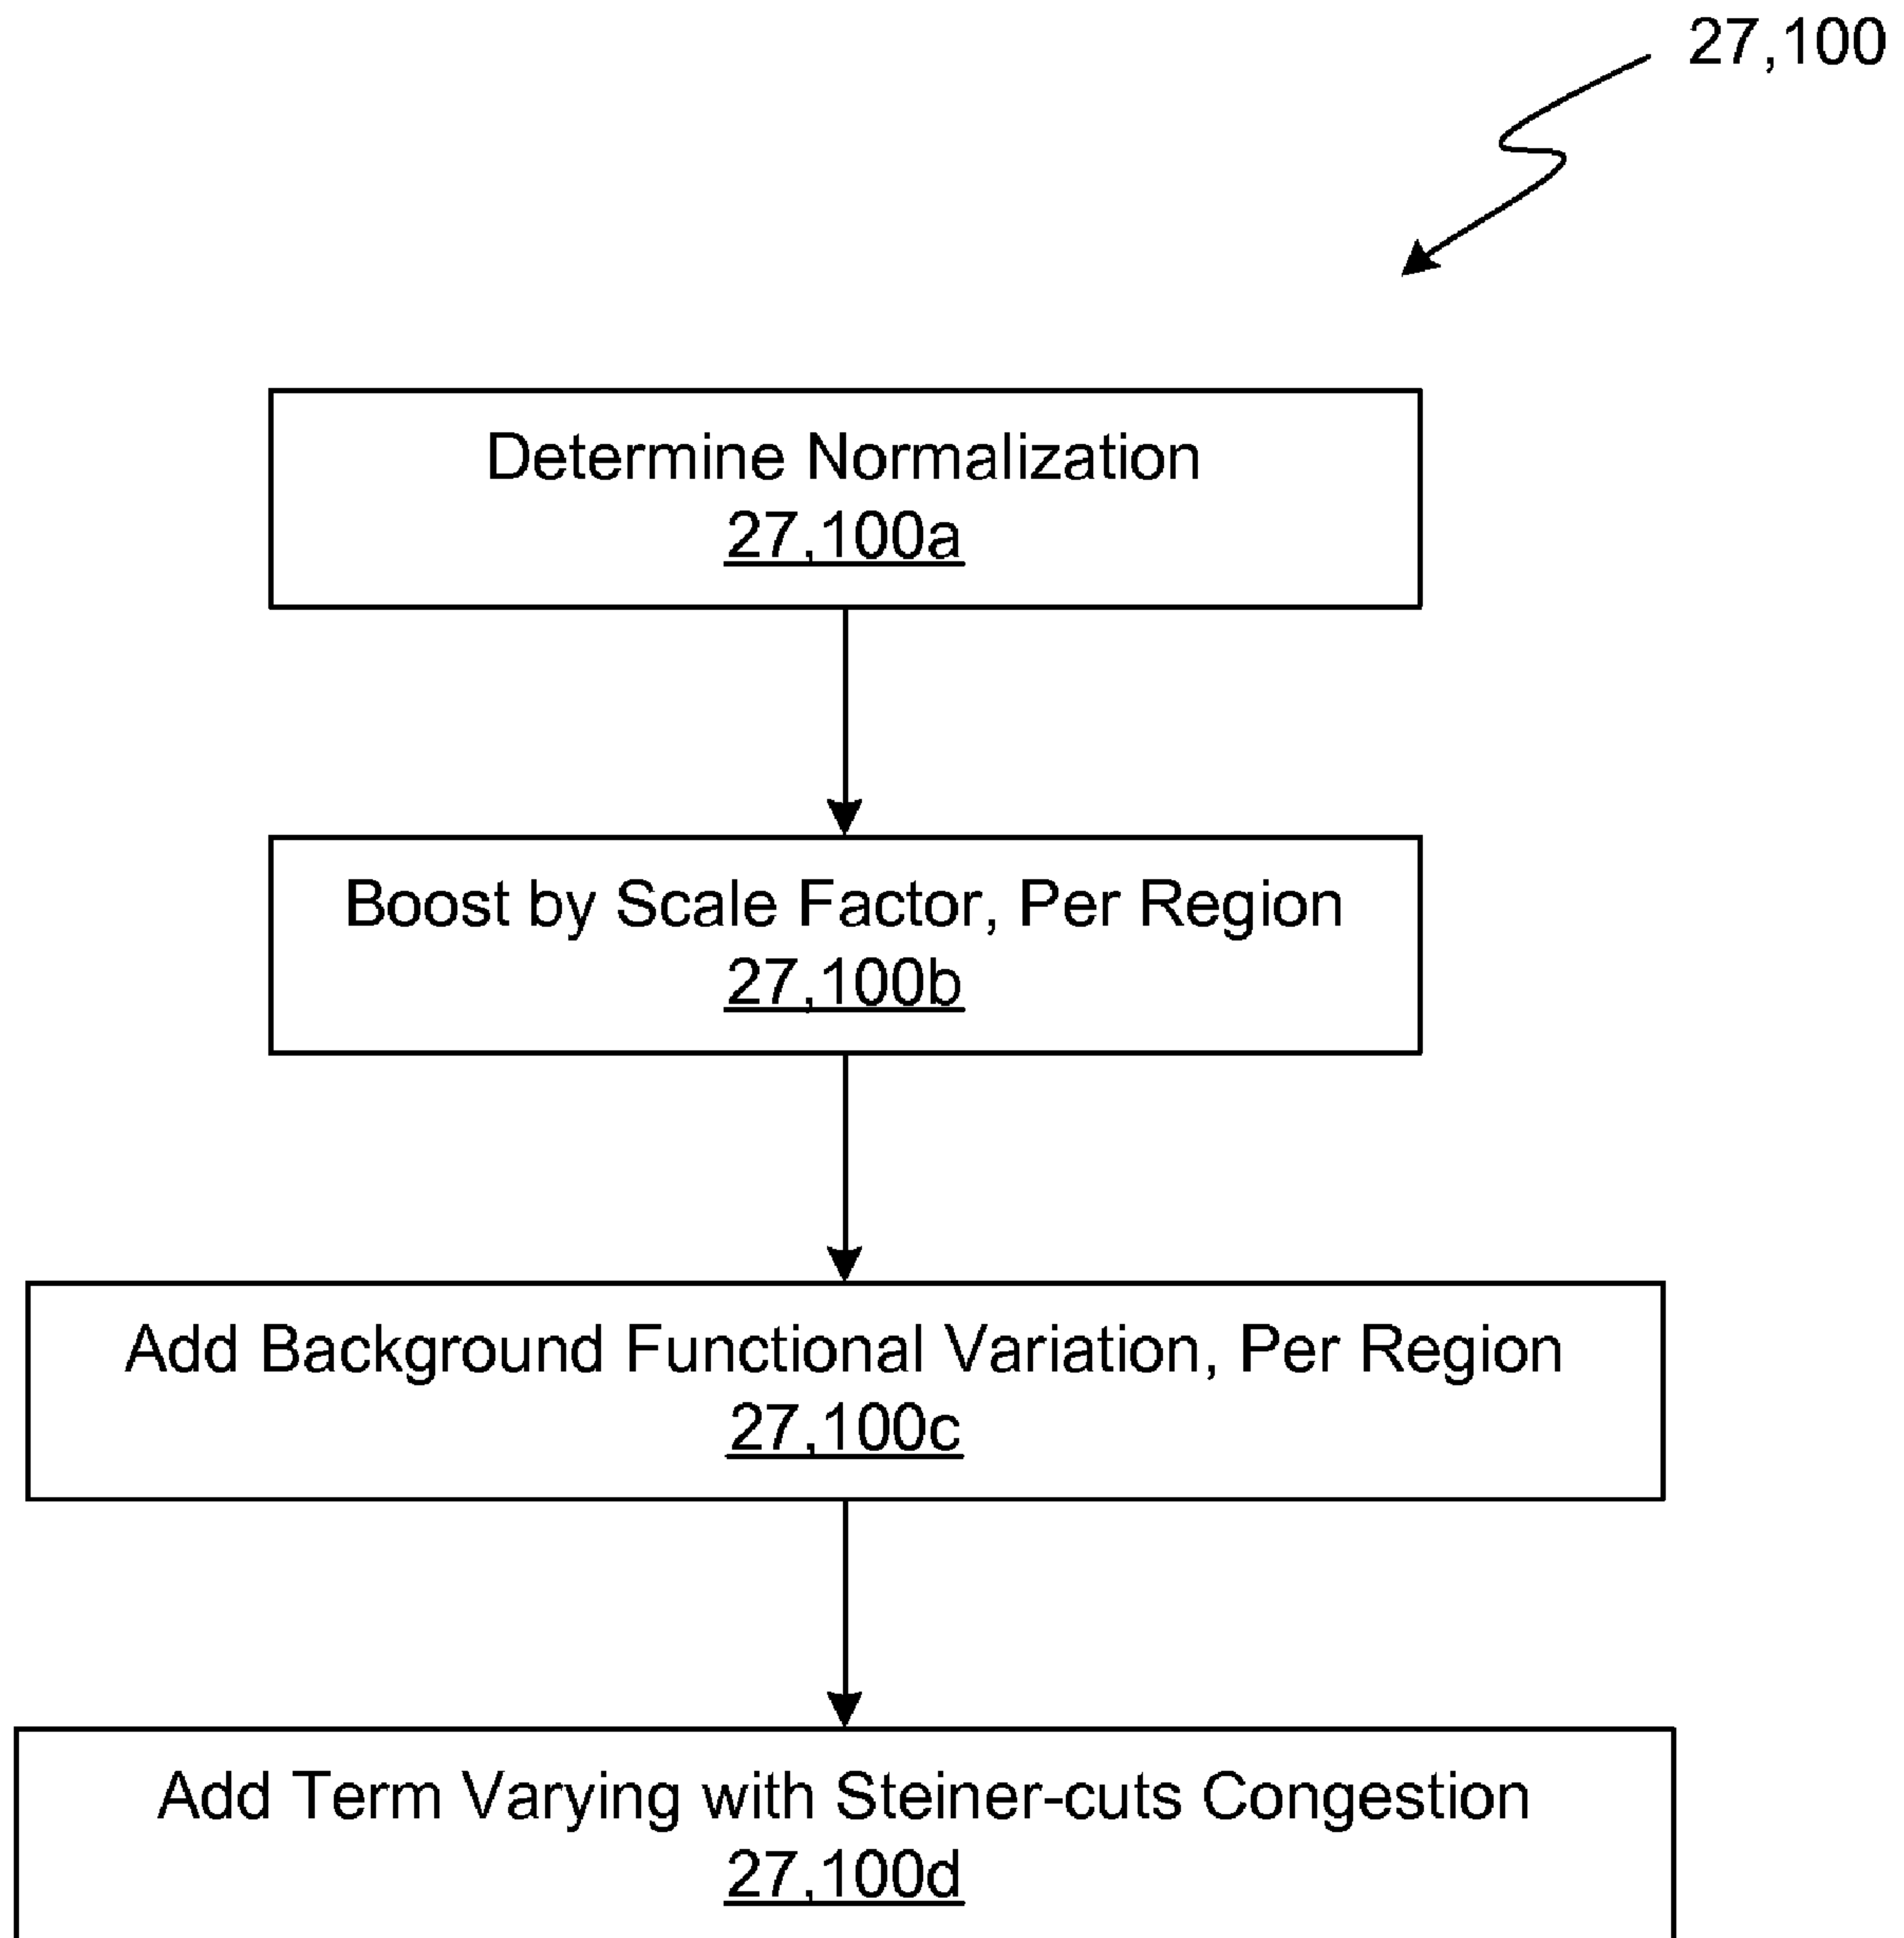 27,100
Determine Normalization
27,100a
Boost by Scale Factor, Per Region
27,100b
Add Background Functional Variation, Per Region
27,100c
Add Term Varying with Steiner-cuts Congestion
27,100d